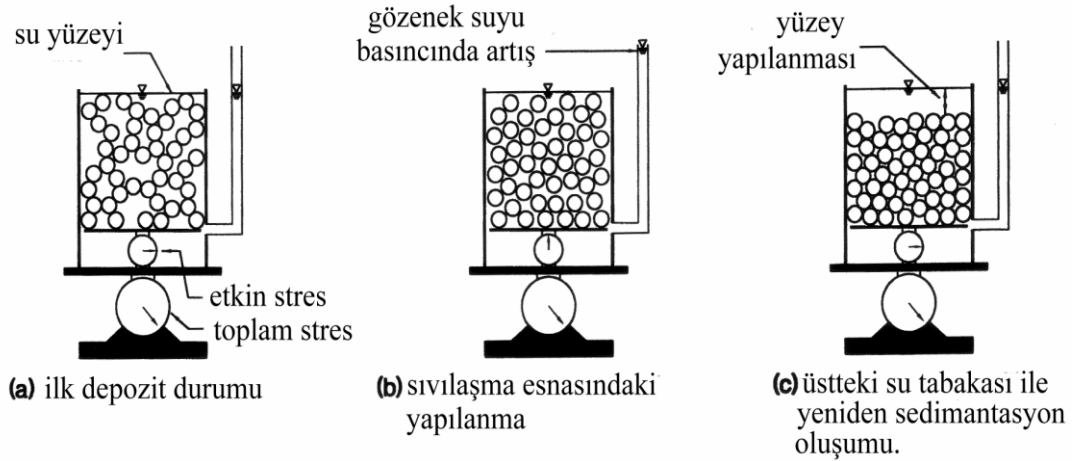 su yüzeyi
gözenek suyu
basıncında artış
yüzey
yapılanması
etkin stres
toplam stres
(a) ilk depozit durumu
(b) sıvılaşma esnasındaki
yapılanma
(c) üstteki su tabakası ile
yeniden sedimantasyon
oluşumu.